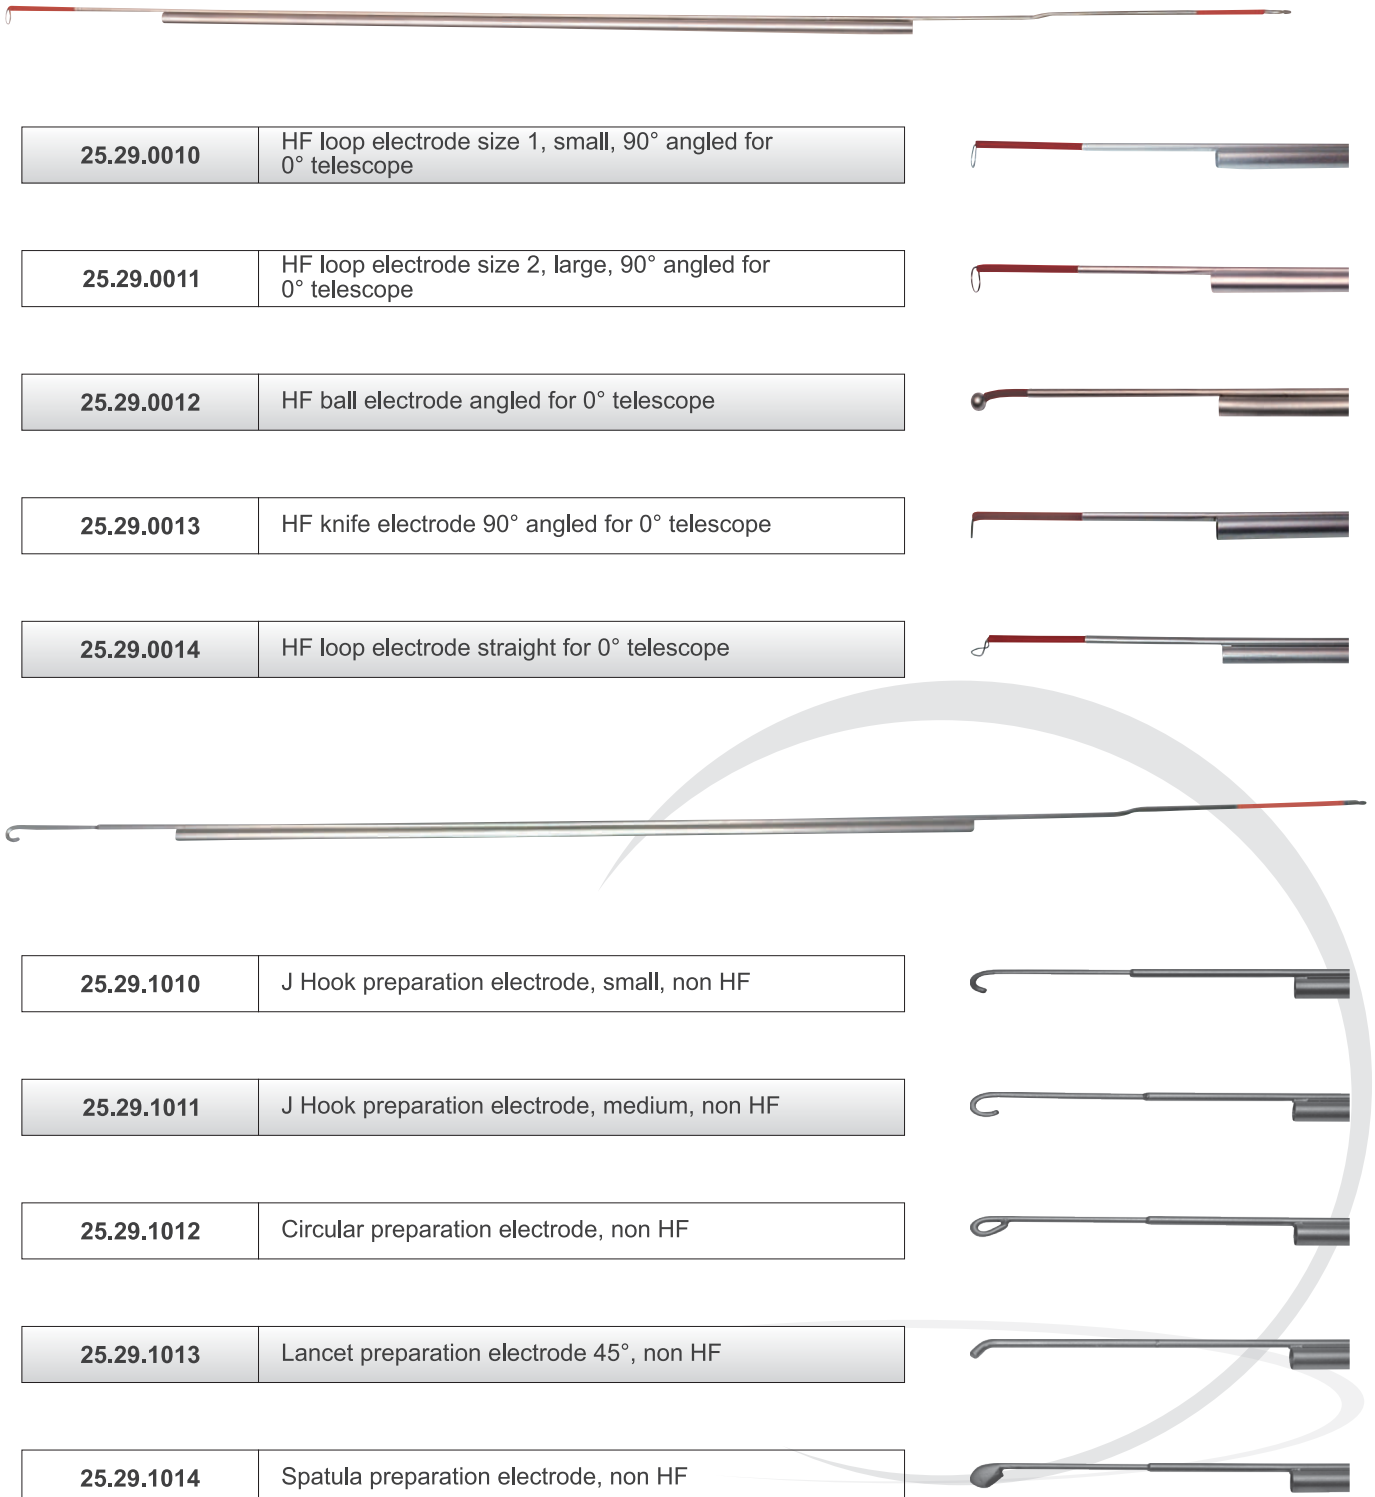 25.29.0010
HF loop electrode size 1, small, 90° angled for
0° telescope
25.29.0011
HF loop electrode size 2, large, 90° angled for
0° telescope
25.29.0012
HF ball electrode angled for 0° telescope
25.29.0013
HF knife electrode 90° angled for 0° telescope
25.29.0014
HF loop electrode straight for 0° telescope
25.29.1010
J Hook preparation electrode, small, non HF
25.29.1011
J Hook preparation electrode, medium, non HF
25.29.1012
Circular preparation electrode, non HF
25.29.1013
Lancet preparation electrode 45°, non HF
25.29.1014
Spatula preparation electrode, non HF